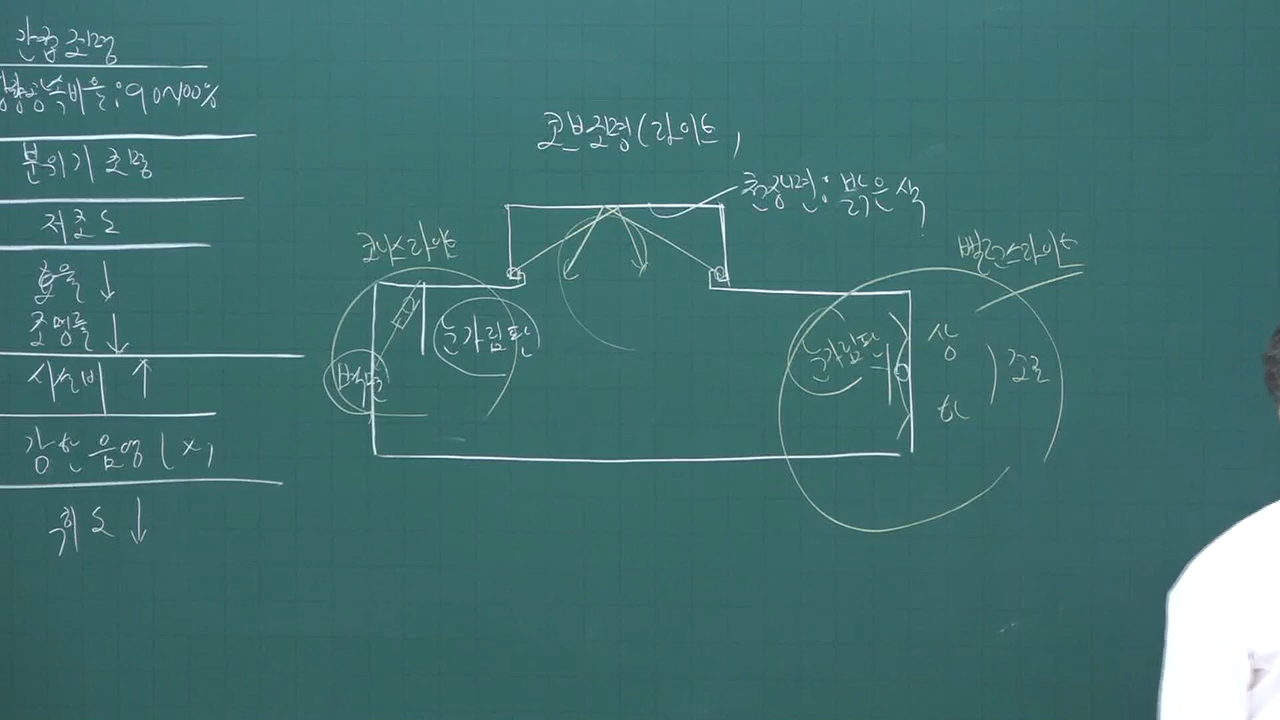 간접조명
상향광속비율: 90~100%
분위기 조명
저조도
효율 ↓
조명률 ↓
시설비 ↑
강한 음영 (X)
휘도 ↓
코브조명(라이트)
천장면: 밝은색
코니스라이트
눈가림판
벽면
밸런스라이트
눈가림판
상
하
강조